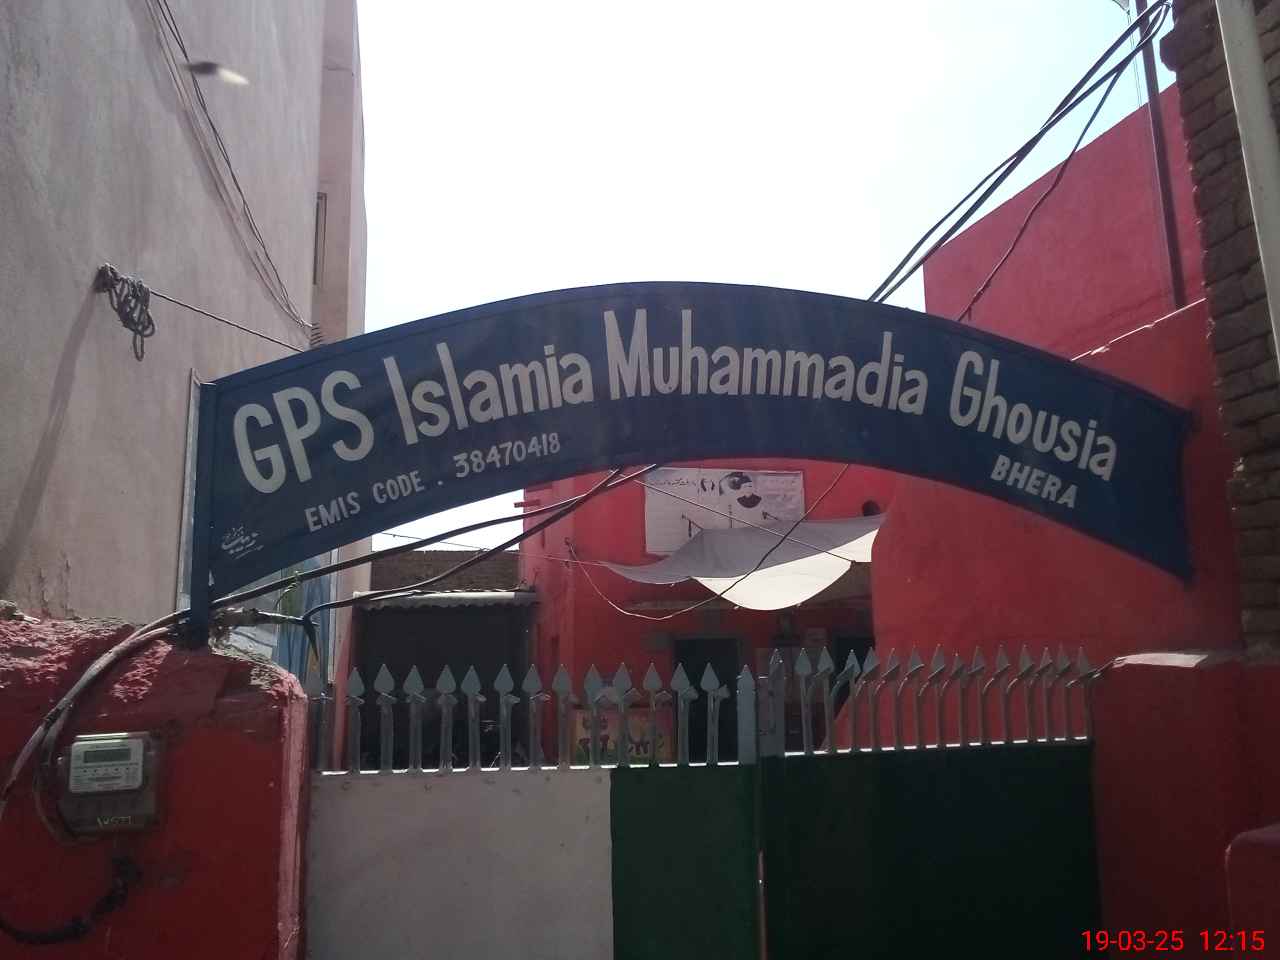 GPS Islamia Muhammadia Ghousia
EMIS CODE . 38470418
BHERA
19-03-25 12:15